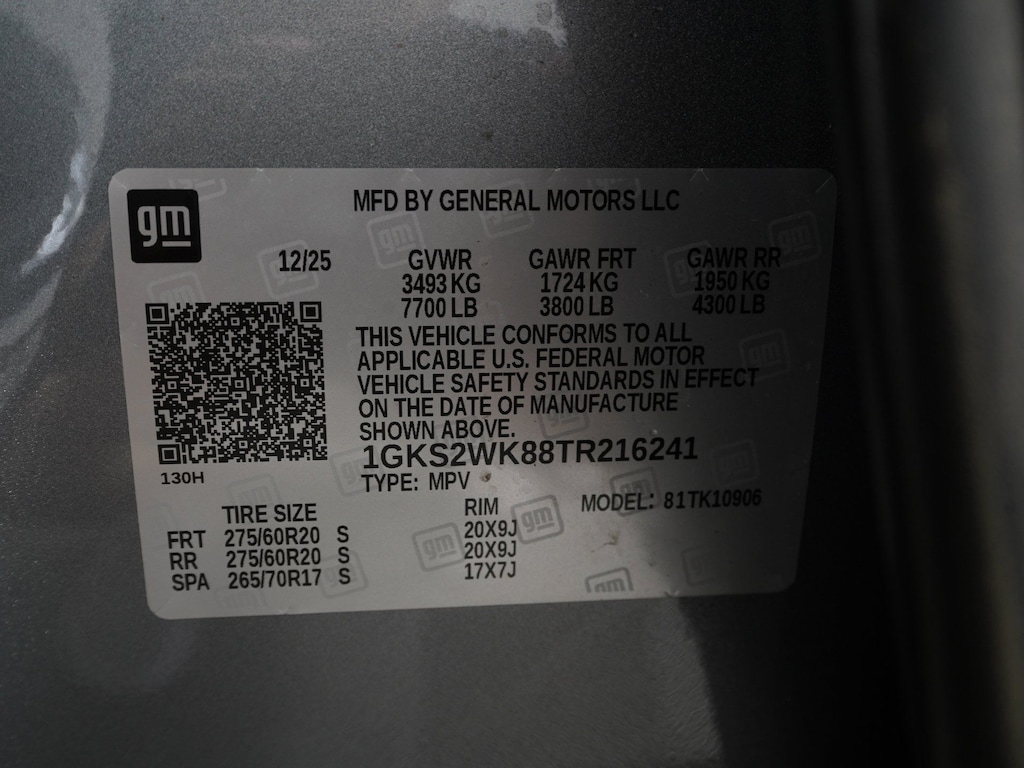 gm
MFD BY GENERAL MOTORS LLC
12/25 GVWR GAWR FRT GAWR RR
3493 KG 1724 KG 1950 KG
7700 LB 3800 LB 4300 LB
THIS VEHICLE CONFORMS TO ALL
APPLICABLE U.S. FEDERAL MOTOR
VEHICLE SAFETY STANDARDS IN EFFECT
ON THE DATE OF MANUFACTURE
SHOWN ABOVE.
1GKS2WK88TR216241
130H
TYPE: MPV MODEL: 81TK10906
TIRE SIZE RIM
FRT 275/60R20 S 20X9J
RR 275/60R20 S 20X9J
SPA 265/70R17 S 17X7J